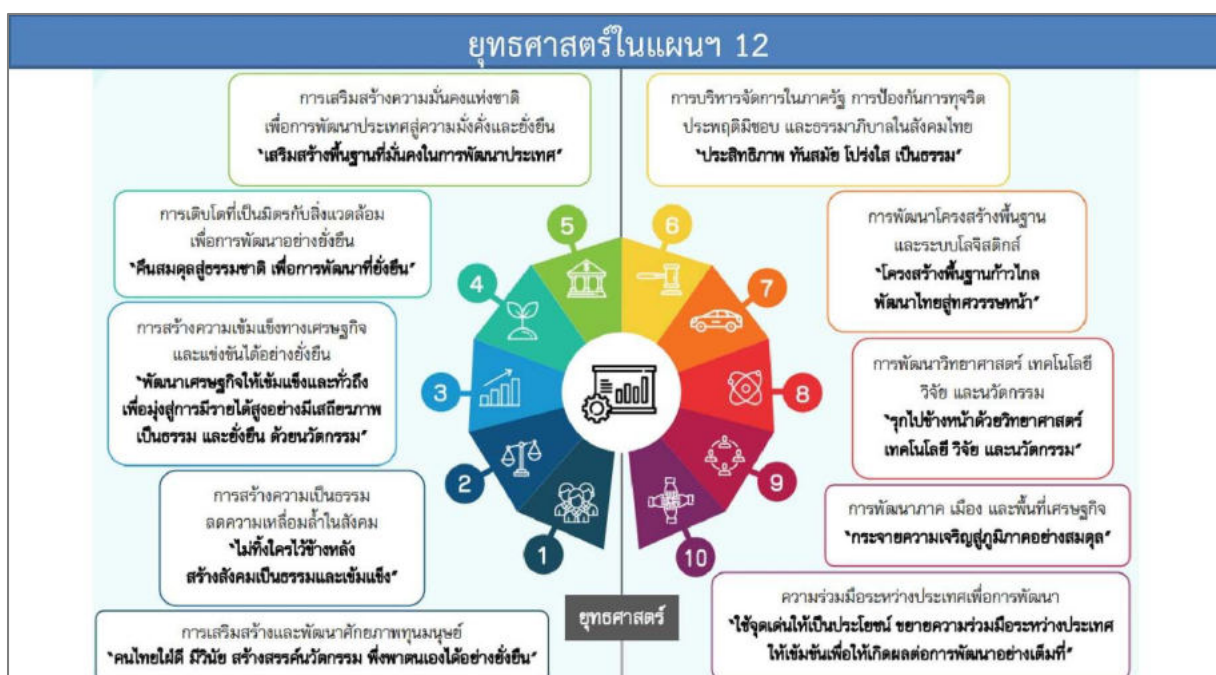 ยุทธศาสตร์ในแผนฯ 12
การเสริมสร้างความมั่นคงแห่งชาติ
เพื่อการพัฒนาประเทศสู่ความมั่งคั่งและยั่งยืน
"เสริมสร้างพื้นฐานที่มั่นคงในการพัฒนาประเทศ"
การบริหารจัดการในภาครัฐ การป้องกันการทุจริต
ประพฤติมิชอบ และธรรมาภิบาลในสังคมไทย
"ประสิทธิภาพ ทันสมัย โปร่งใส เป็นธรรม"
การเติบโตที่เป็นมิตรกับสิ่งแวดล้อม
เพื่อการพัฒนาอย่างยั่งยืน
"คืนสมดุลสู่ธรรมชาติ เพื่อการพัฒนาที่ยั่งยืน"
การพัฒนาโครงสร้างพื้นฐาน
และระบบโลจิสติกส์
"โครงสร้างพื้นฐานก้าวไกล
พัฒนาไทยสู่ทศวรรษหน้า"
การสร้างความเข้มแข็งทางเศรษฐกิจ
และแข่งขันได้อย่างยั่งยืน
"พัฒนาเศรษฐกิจให้เข้มแข็งและทั่วถึง
เพื่อมุ่งสู่การมีรายได้สูงอย่างมีเสถียรภาพ
เป็นธรรม และยั่งยืน ด้วยนวัตกรรม"
การพัฒนาวิทยาศาสตร์ เทคโนโลยี
วิจัย และนวัตกรรม
"รุกไปข้างหน้าด้วยวิทยาศาสตร์
เทคโนโลยี วิจัย และนวัตกรรม"
การสร้างความเป็นธรรม
ลดความเหลื่อมล้ำในสังคม
"ไม่ทิ้งใครไว้ข้างหลัง
สร้างสังคมเป็นธรรมและเข้มแข็ง"
การพัฒนาภาค เมือง และพื้นที่เศรษฐกิจ
"กระจายความเจริญสู่ภูมิภาคอย่างสมดุล"
การเสริมสร้างและพัฒนาศักยภาพทุนมนุษย์
"คนไทยใฝ่ดี มีวินัย สร้างสรรค์นวัตกรรม พึ่งพาตนเองได้อย่างยั่งยืน"
ความร่วมมือระหว่างประเทศเพื่อการพัฒนา
"ใช้จุดเด่นให้เป็นประโยชน์ ขยายความร่วมมือระหว่างประเทศ
ให้เข้มข้นเพื่อให้เกิดผลต่อการพัฒนาอย่างเต็มที่"
1
2
3
4
5
6
7
8
9
10
ยุทธศาสตร์